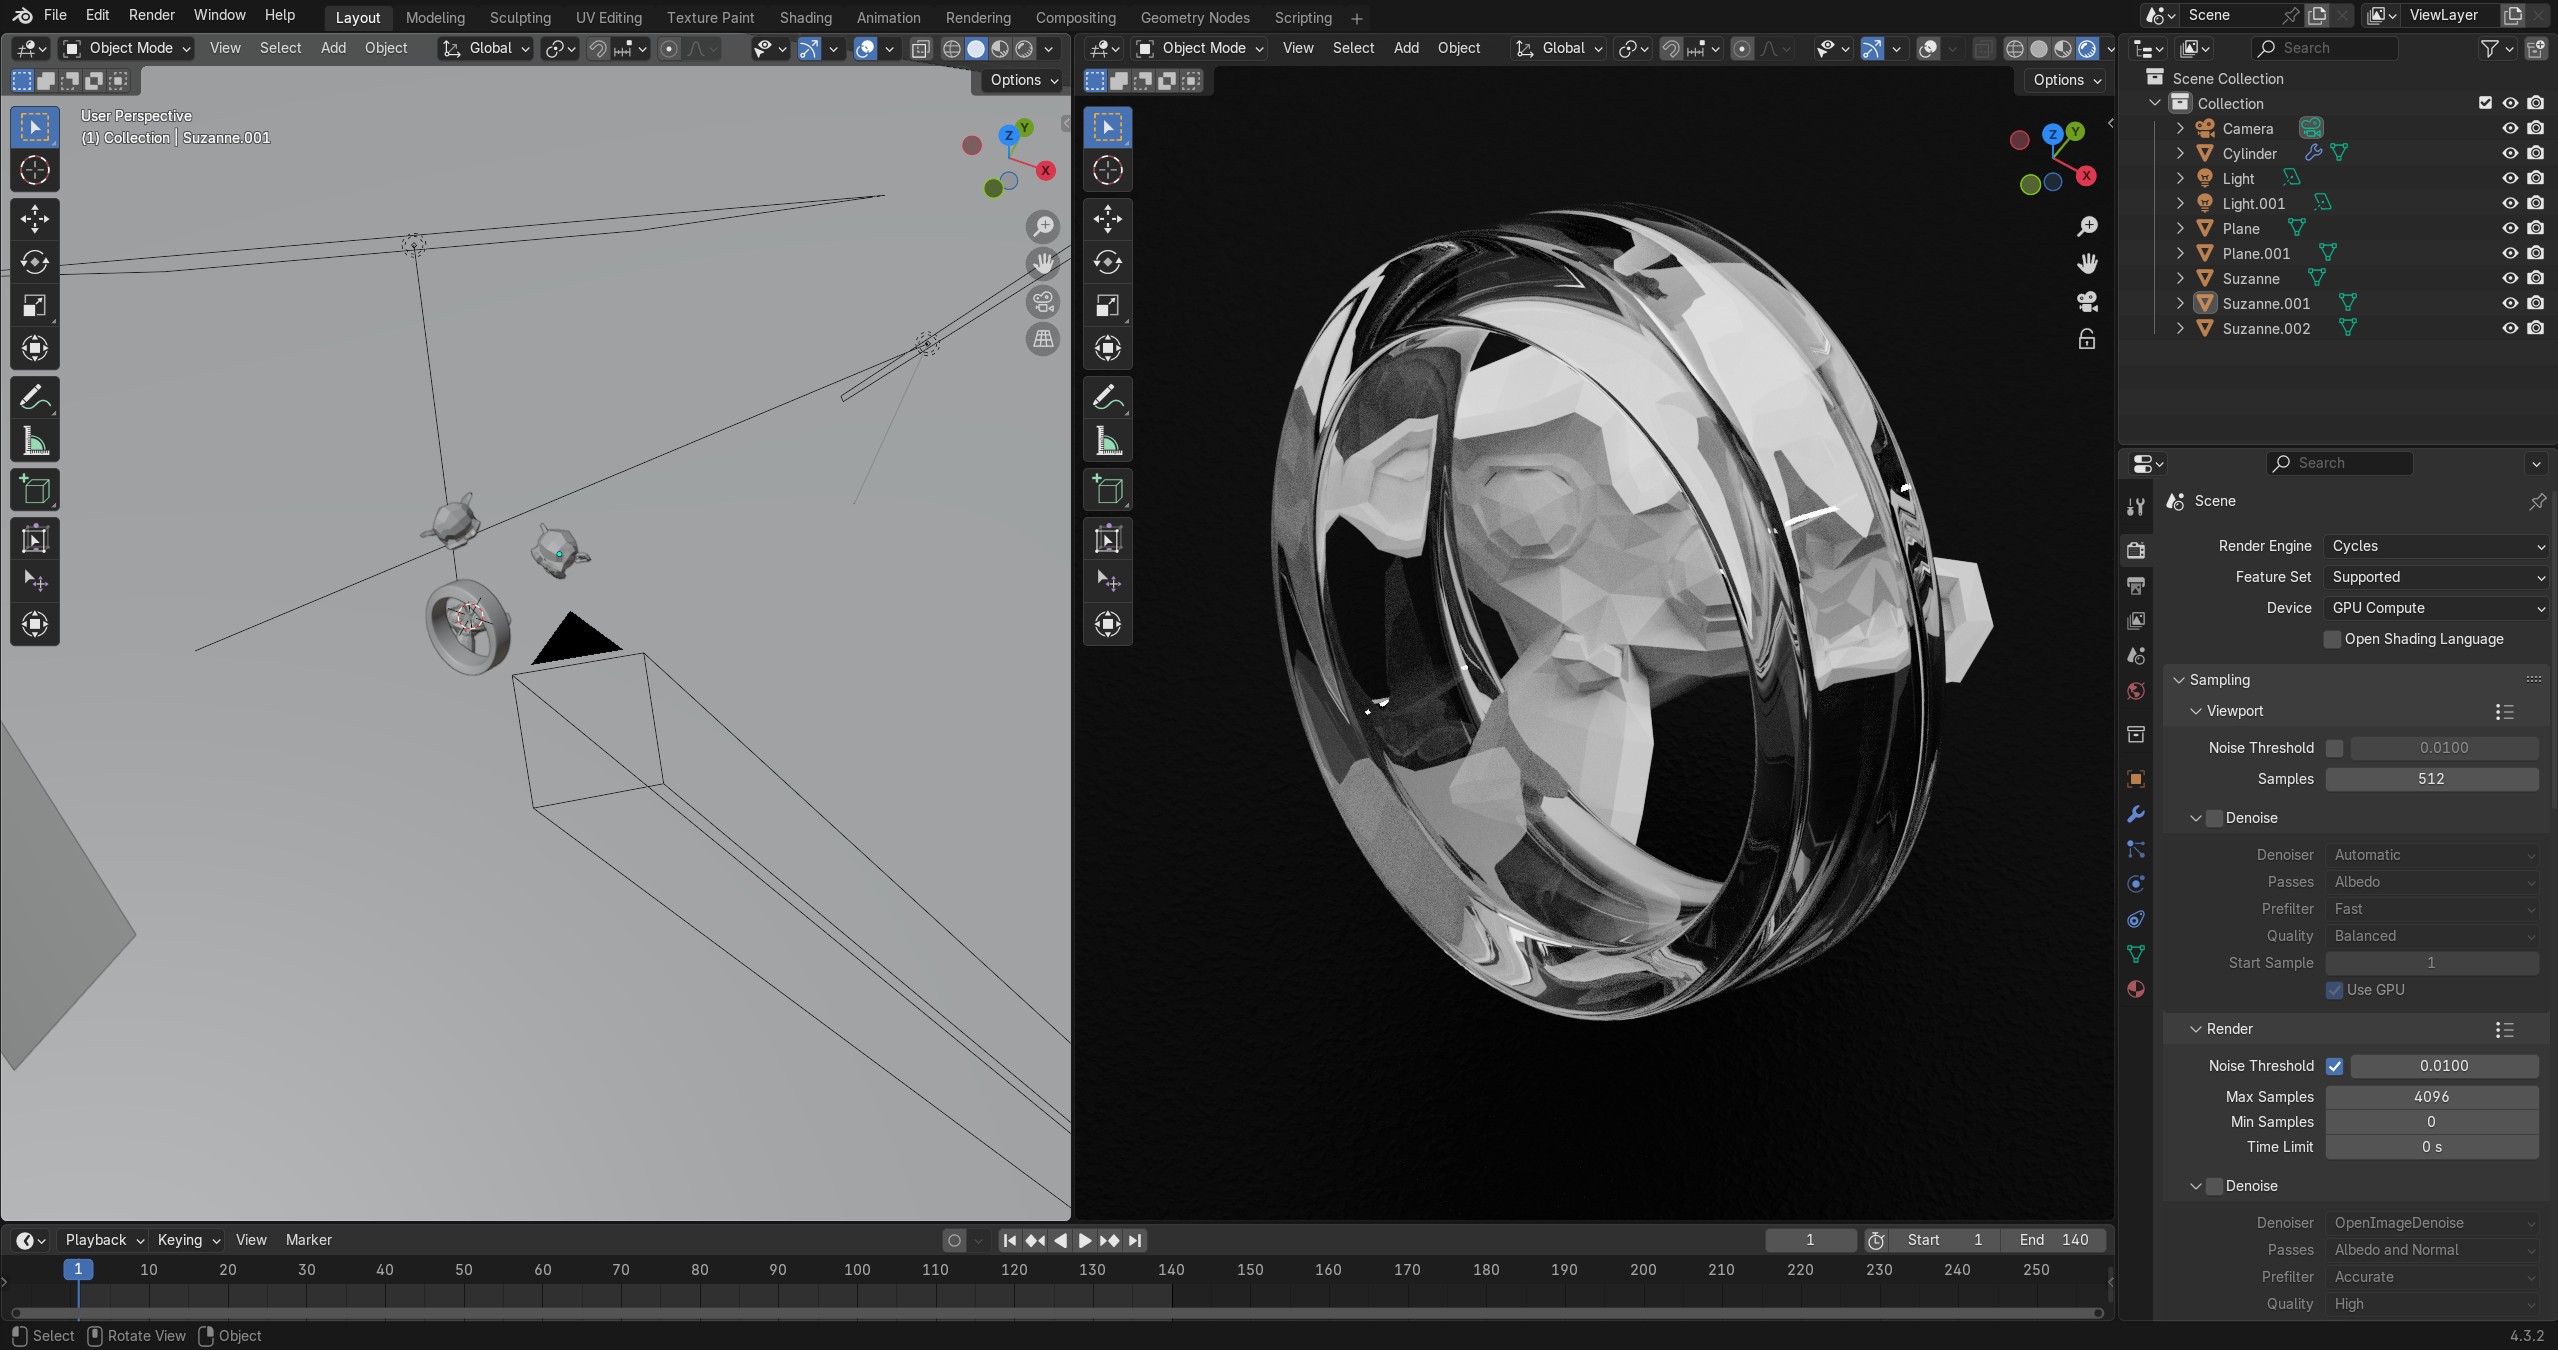 File Edit Render Window Help Layout Modeling Sculpting UV Editing Texture Paint Shading Animation Rendering Compositing Geometry Nodes Scripting + Scene ViewLayer
Object Mode View Select Add Object Global
Options
User Perspective
(1) Collection | Suzanne.001
Z Y X
Object Mode View Select Add Object Global
Options
Z Y X
Search
Scene Collection
Collection
Camera
Cylinder
Light
Light.001
Plane
Plane.001
Suzanne
Suzanne.001
Suzanne.002
Search
Scene
Render Engine Cycles
Feature Set Supported
Device GPU Compute
Open Shading Language
Sampling
Viewport
Noise Threshold 0.0100
Samples 512
Denoise
Denoiser Automatic
Passes Albedo
Prefilter Fast
Quality Balanced
Start Sample 1
Use GPU
Render
Noise Threshold 0.0100
Max Samples 4096
Min Samples 0
Time Limit 0 s
Denoise
Denoiser OpenImageDenoise
Passes Albedo and Normal
Prefilter Accurate
Quality High
Playback Keying View Marker 1 Start 1 End 140
1 10 20 30 40 50 60 70 80 90 100 110 120 130 140 150 160 170 180 190 200 210 220 230 240 250
Select Rotate View Object 4.3.2